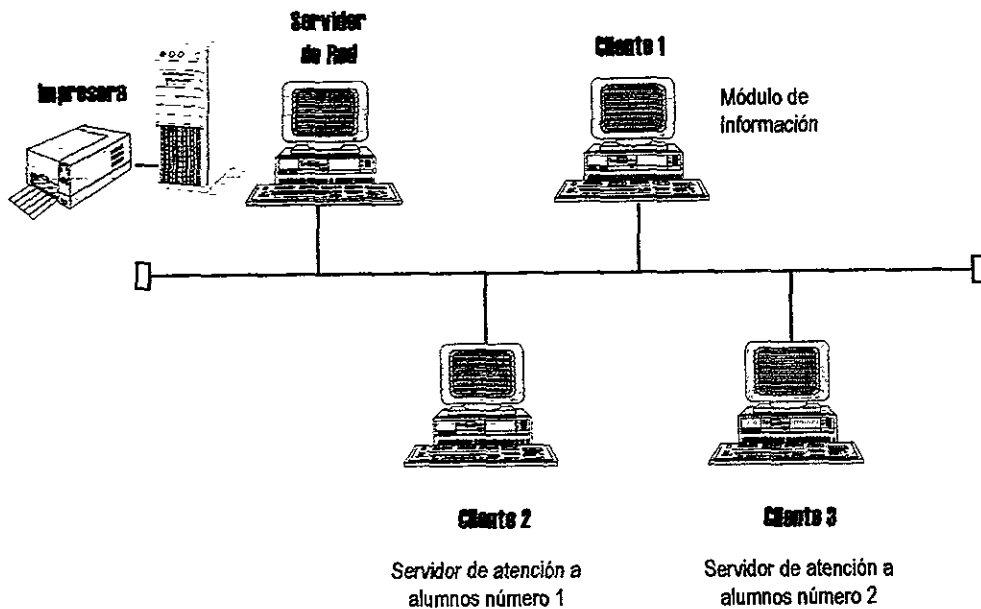 Servidor
de Red
Cliente 1
Impresora
Módulo de
información
Cliente 2
Cliente 3
Servidor de atención a
alumnos número 1
Servidor de atención a
alumnos número 2